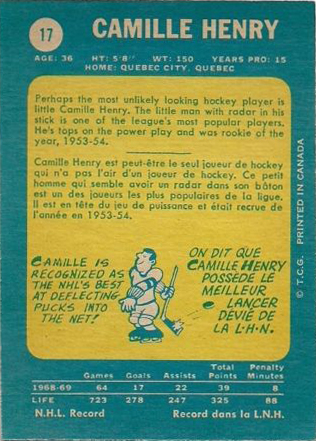 17
CAMILLE HENRY
AGE: 36 HT: 5'8" WT: 150 YEARS PRO: 15
HOME: QUEBEC CITY, QUEBEC
Perhaps the most unlikely looking hockey player is
little Camille Henry. The little man with radar in his
stick is one of the league's most popular players.
He's tops on the power play and was rookie of the
year, 1953-54.
Camille Henry est peut-être le seul joueur de hockey
qui n'a pas l'air d'un joueur de hockey. Ce petit
homme qui semble avoir un radar dans son bâton
est un des joueurs les plus populaires de la ligue.
Il est en tête du jeu de puissance et était recrue de
l'année en 1953-54.
CAMILLE IS
RECOGNIZED AS
THE NHL'S BEST
AT DEFLECTING
PUCKS INTO
THE NET!
ON DIT QUE
CAMILLE HENRY
POSSÈDE LE
MEILLEUR
LANCER
DÉVIÉ DE
LA L.H.N.
© T.C.G. PRINTED IN CANADA
Games Goals Assists Total Points Penalty Minutes
1968-69 64 17 22 39 8
LIFE 723 278 247 325 88
N.H.L. Record Record dans la L.N.H.